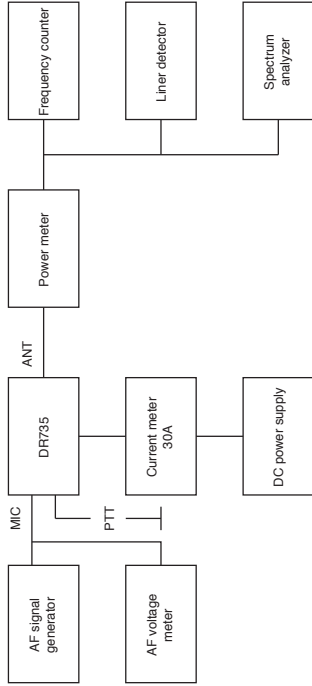 AF signal
generator
MIC
DR735
ANT
Power meter
Frequency counter
AF voltage
meter
PTT
Current meter
30A
Liner detector
DC power supply
Spectrum
analyzer